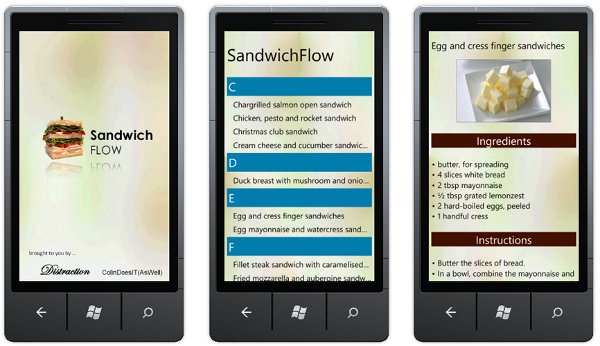 Sandwich
FLOW
brought to you by ...
Distraction
ColinDoesIT(AsWell)
SandwichFlow
C
Chargrilled salmon open sandwich
Chicken, pesto and rocket sandwich
Christmas club sandwich
Cream cheese and cucumber sandwic...
D
Duck breast with mushroom and onio...
E
Egg and cress finger sandwiches
Egg mayonnaise and watercress sand...
F
Fillet steak sandwich with caramelised...
Fried mozzarella and aubergine sandw...
Egg and cress finger sandwiches
Ingredients
• butter, for spreading
• 4 slices white bread
• 2 tbsp mayonnaise
• ½ tbsp grated lemonzest
• 2 hard-boiled eggs, peeled
• 1 handful cress
Instructions
• Butter the slices of bread.
• In a bowl, combine the mayonnaise and